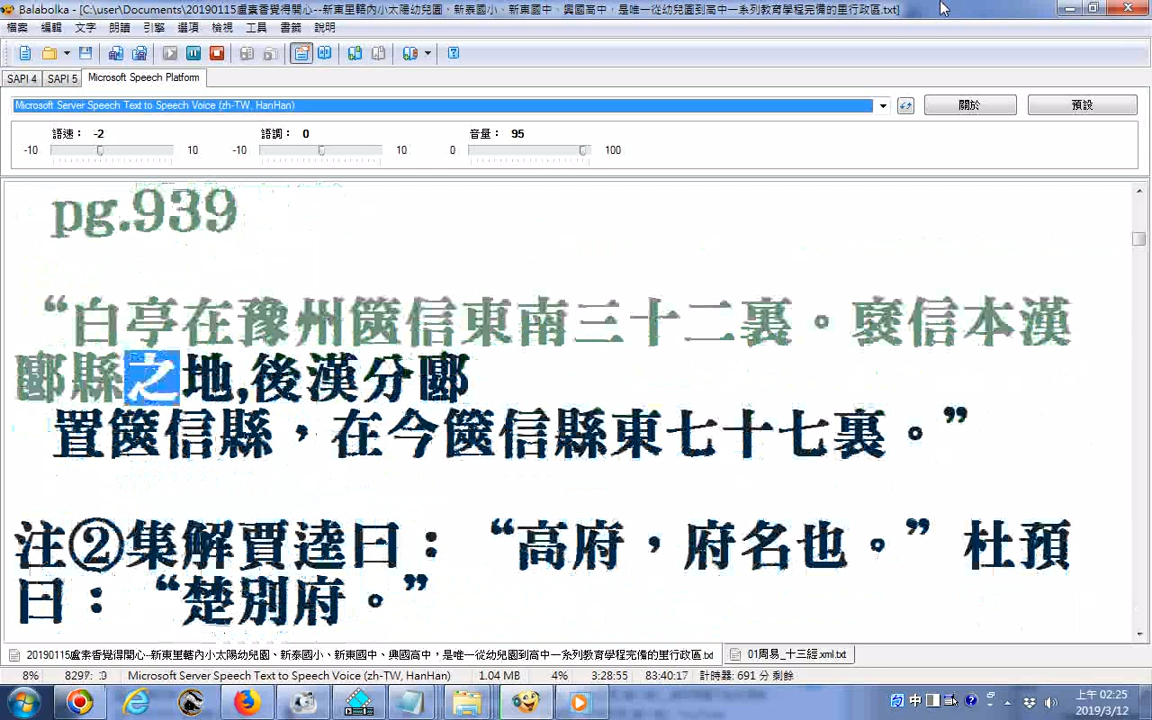 Balabolka - [C:\user\Documents\20190115盧素香覺得開心--新東里轄內小太陽幼兒園、新泰國小、新東國中、興國高中，是唯一從幼兒園到高中一系列教育學程完備的里行政區.txt]
檔案 編輯 文字 朗讀 引擎 選項 檢視 工具 書籤 說明
SAPI 4 SAPI 5 Microsoft Speech Platform
Microsoft Server Speech Text to Speech Voice (zh-TW, HanHan) 關於 預設
語速： -2 語調： 0 音量： 95
-10 10 -10 10 0 100
pg.939
“白亭在豫州篋信東南三十二裏。襃信本漢
郾縣之地,後漢分郾
置篋信縣，在今篋信縣東七十七裏。”
注②集解賈逵曰：“高府，府名也。”杜預
曰：“楚別府。”
20190115盧素香覺得開心--新東里轄內小太陽幼兒園、新泰國小、新東國中、興國高中，是唯一從幼兒園到高中一系列教育學程完備的里行政區.txt 01周易_十三經.xml.txt
8% 8297: :0 Microsoft Server Speech Text to Speech Voice (zh-TW, HanHan) 1.04 MB 4% 3:28:55 83:40:17 計時器: 691 分 剩餘
中 上午 02:25
2019/3/12